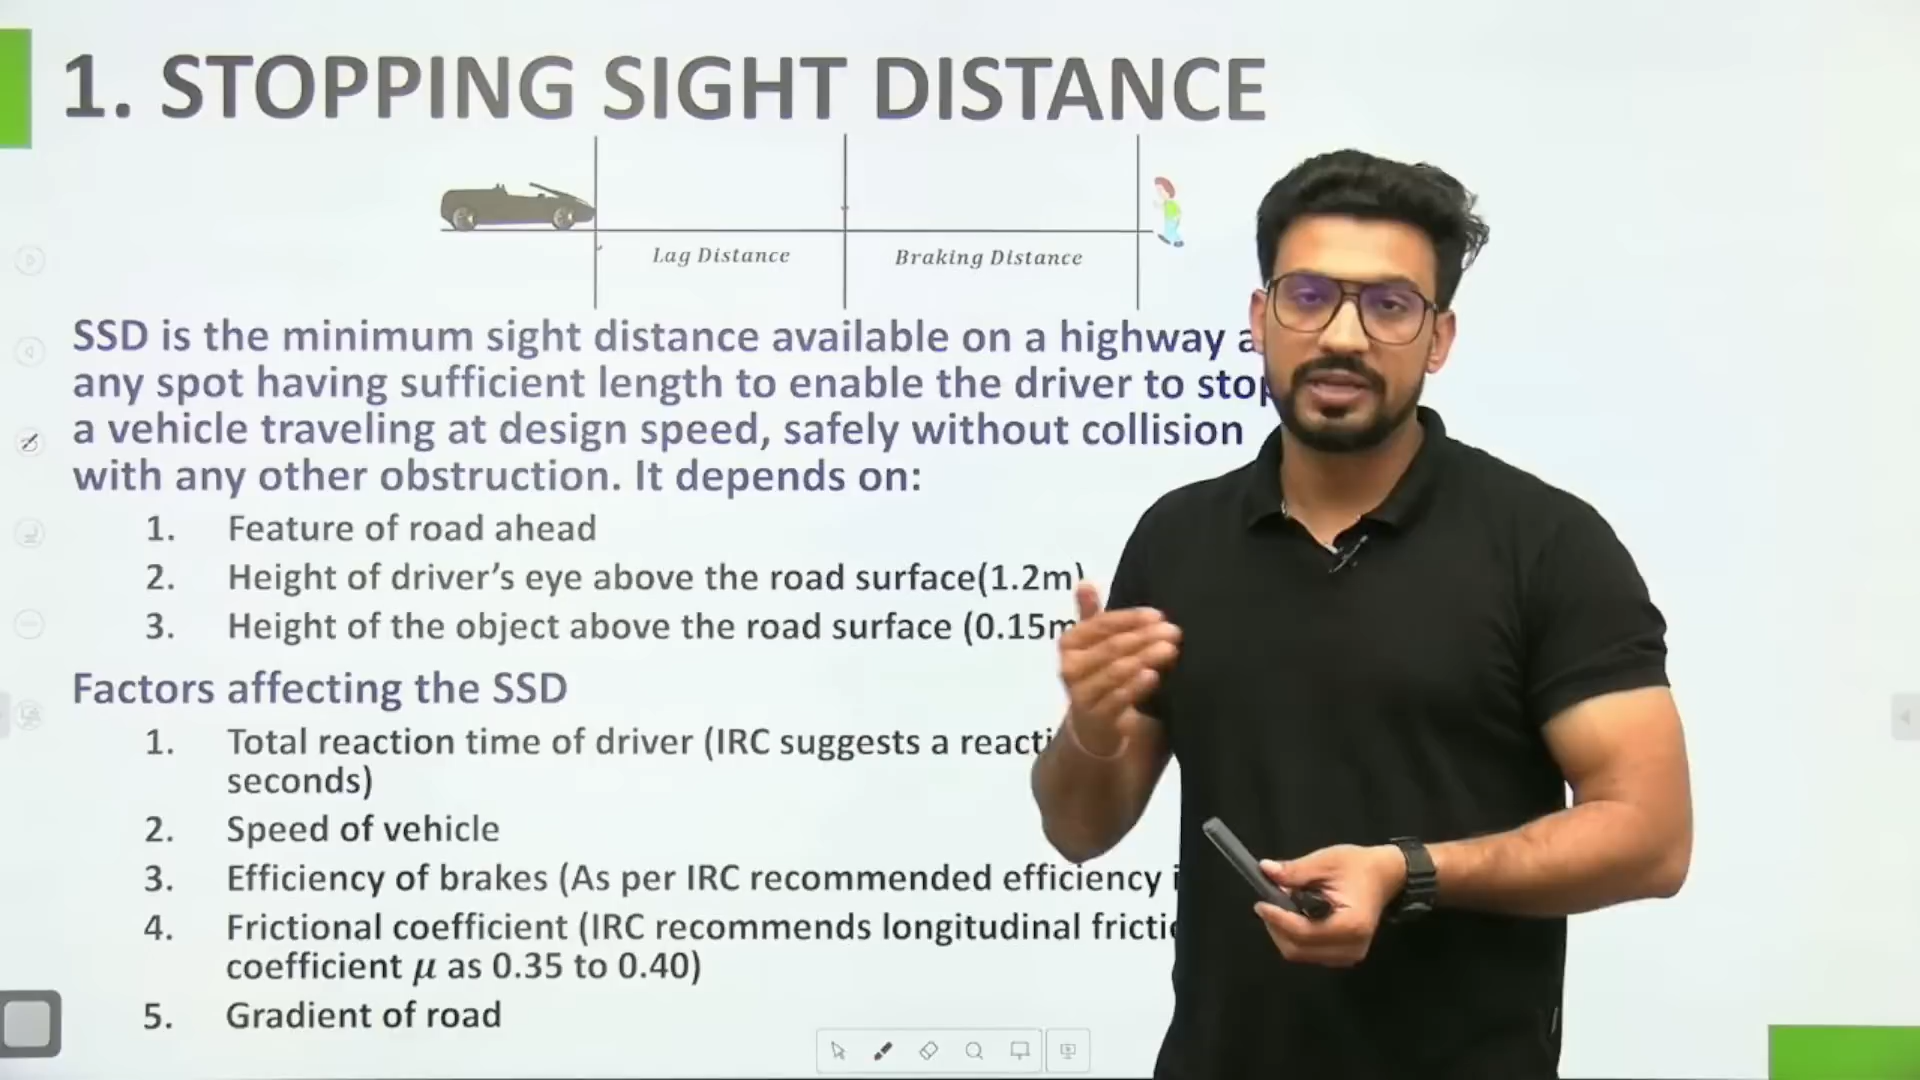 1. STOPPING SIGHT DISTANCE
Lag Distance
Braking Distance
SSD is the minimum sight distance available on a highway
any spot having sufficient length to enable the driver to
a vehicle traveling at design speed, safely without collision
with any other obstruction. It depends on:
1. Feature of road ahead
2. Height of driver's eye above the road surface(1.2m)
3. Height of the object above the road surface (0.15m
Factors affecting the SSD
1. Total reaction time of driver (IRC suggests a
seconds)
2. Speed of vehicle
3. Efficiency of brakes (As per IRC recommended efficiency
4. Frictional coefficient (IRC recommends longitudinal
coefficient μ as 0.35 to 0.40)
5. Gradient of road